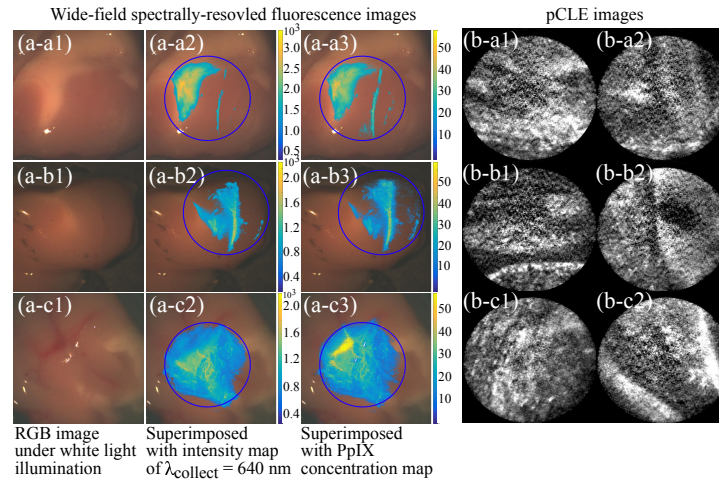 Wide-field spectrally-resovled fluorescence images
pCLE images
(a-a1)
(a-a2)
10³
3.0
2.5
2.0
1.5
1.0
0.5
(a-a3)
50
40
30
20
10
(b-a1)
(b-a2)
(a-b1)
(a-b2)
10³
2.0
1.6
1.2
0.8
0.4
(a-b3)
50
40
30
20
10
(b-b1)
(b-b2)
(a-c1)
(a-c2)
10³
2.0
1.6
1.2
0.8
0.4
(a-c3)
50
40
30
20
10
(b-c1)
(b-c2)
RGB image
under white light
illumination
Superimposed
with intensity map
of λcollect = 640 nm
Superimposed
with PpIX
concentration map